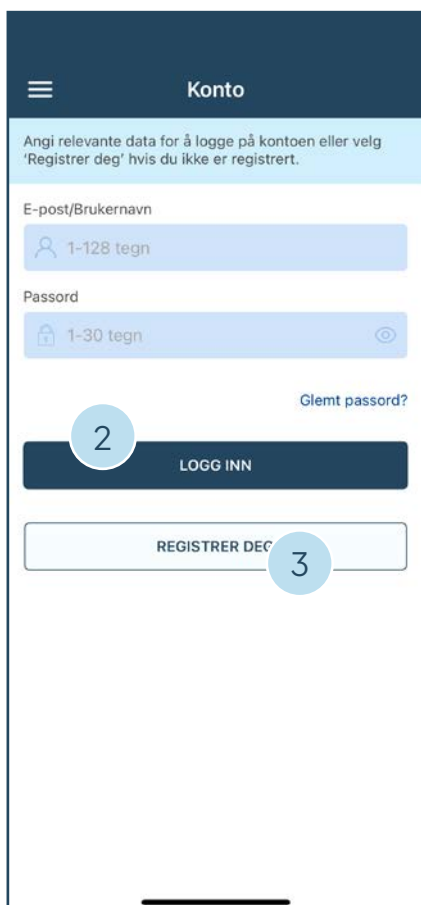 Konto
Angi relevante data for å logge på kontoen eller velg
'Registrer deg' hvis du ikke er registrert.
E-post/Brukernavn
1-128 tegn
Passord
1-30 tegn
Glemt passord?
2
LOGG INN
REGISTRER DEG
3